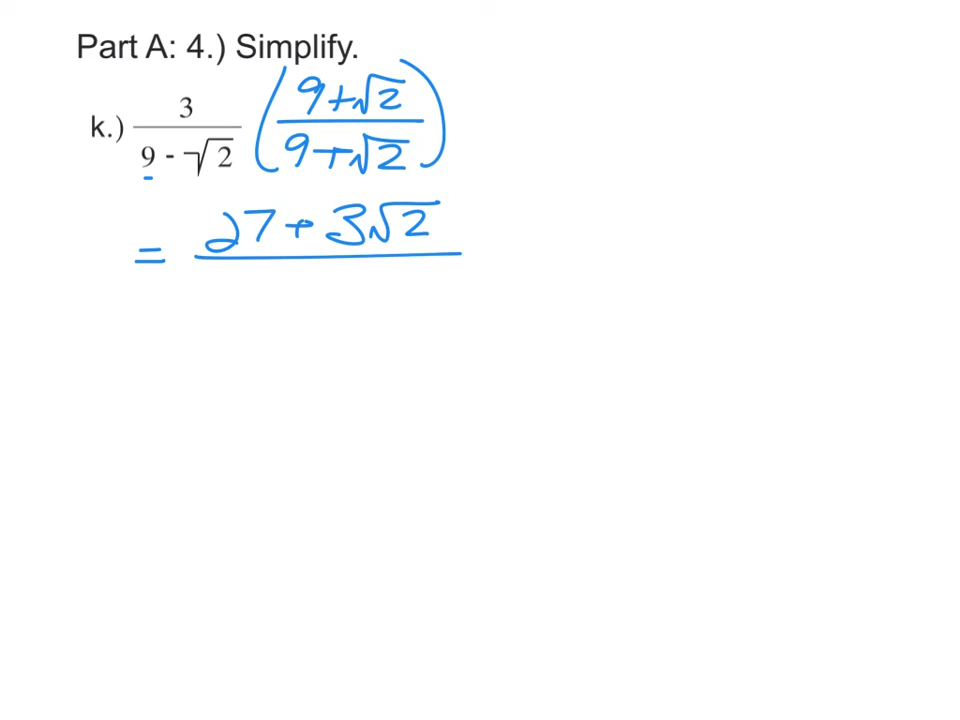 Part A: 4.) Simplify.
k.) 3 / (9 - √2) (9+√2 / 9+√2)
= 27 + 3√2